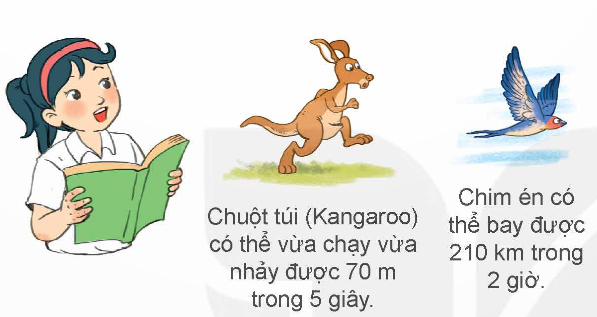 Chuột túi (Kangaroo)
có thể vừa chạy vừa
nhảy được 70 m
trong 5 giây.
Chim én có
thể bay được
210 km trong
2 giờ.